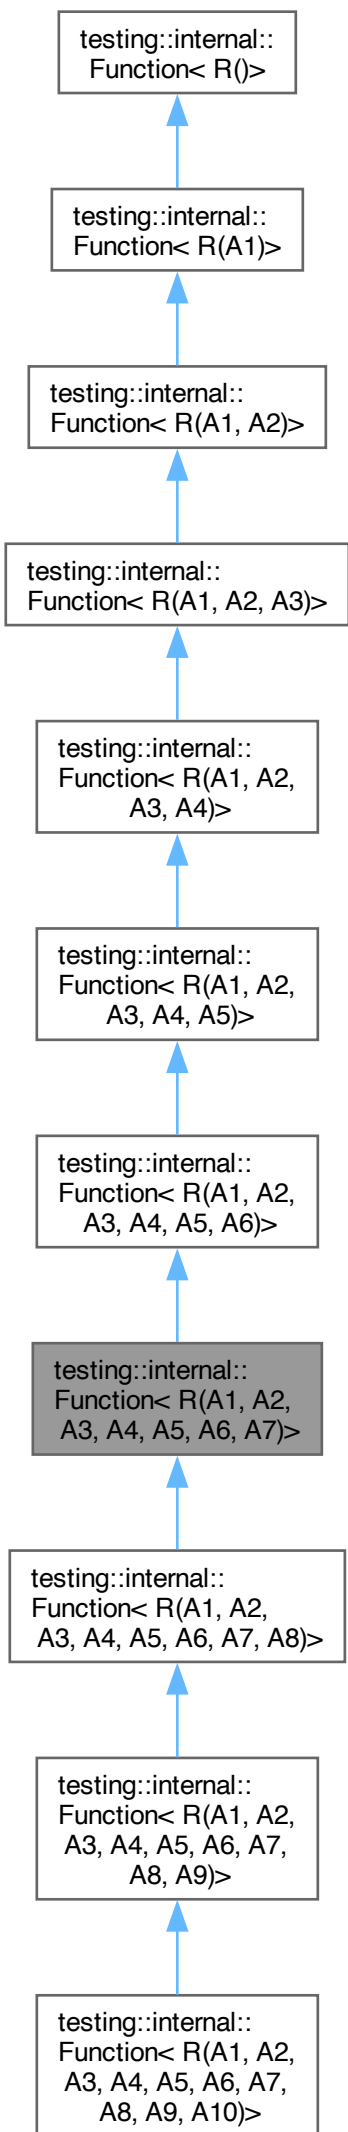 testing::internal::
Function< R()>
testing::internal::
Function< R(A1)>
testing::internal::
Function< R(A1, A2)>
testing::internal::
Function< R(A1, A2, A3)>
testing::internal::
Function< R(A1, A2,
A3, A4)>
testing::internal::
Function< R(A1, A2,
A3, A4, A5)>
testing::internal::
Function< R(A1, A2,
A3, A4, A5, A6)>
testing::internal::
Function< R(A1, A2,
A3, A4, A5, A6, A7)>
testing::internal::
Function< R(A1, A2,
A3, A4, A5, A6, A7, A8)>
testing::internal::
Function< R(A1, A2,
A3, A4, A5, A6, A7,
A8, A9)>
testing::internal::
Function< R(A1, A2,
A3, A4, A5, A6, A7,
A8, A9, A10)>